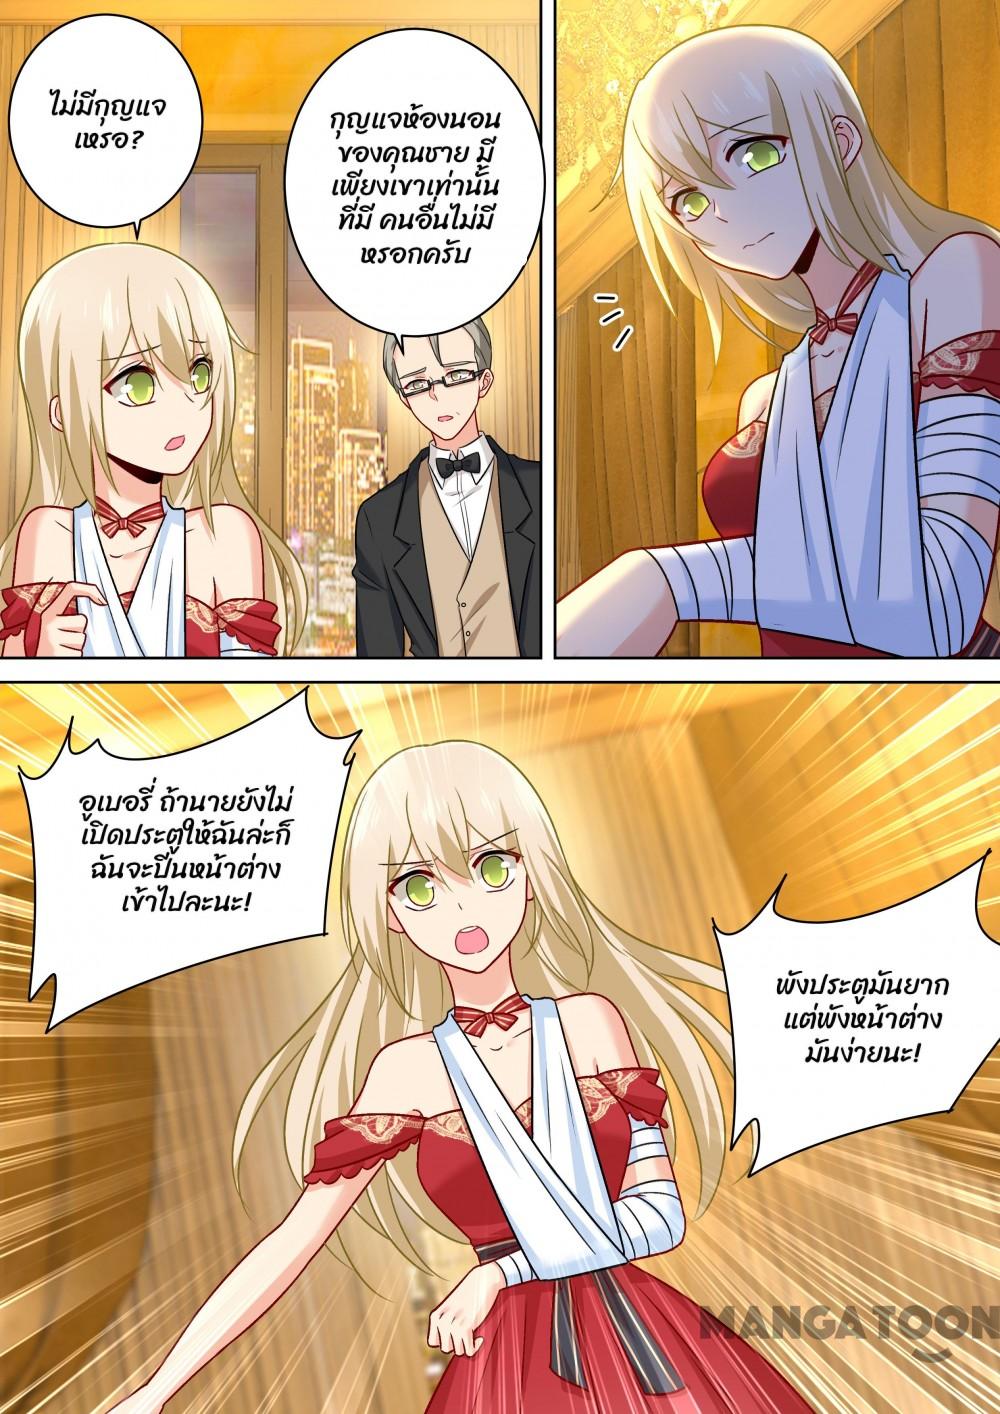 ไม่มีกุญแจ
เหรอ?
กุญแจห้องนอน
ของคุณชาย มี
เพียงเขาเท่านั้น
ที่มี คนอื่นไม่มี
หรอกครับ
อูเบอรี่ ถ้านายยังไม่
เปิดประตูให้ฉันล่ะก็
ฉันจะปีนหน้าต่าง
เข้าไปละนะ!
พังประตูมันยาก
แต่พังหน้าต่าง
มันง่ายนะ!
MANGATOON